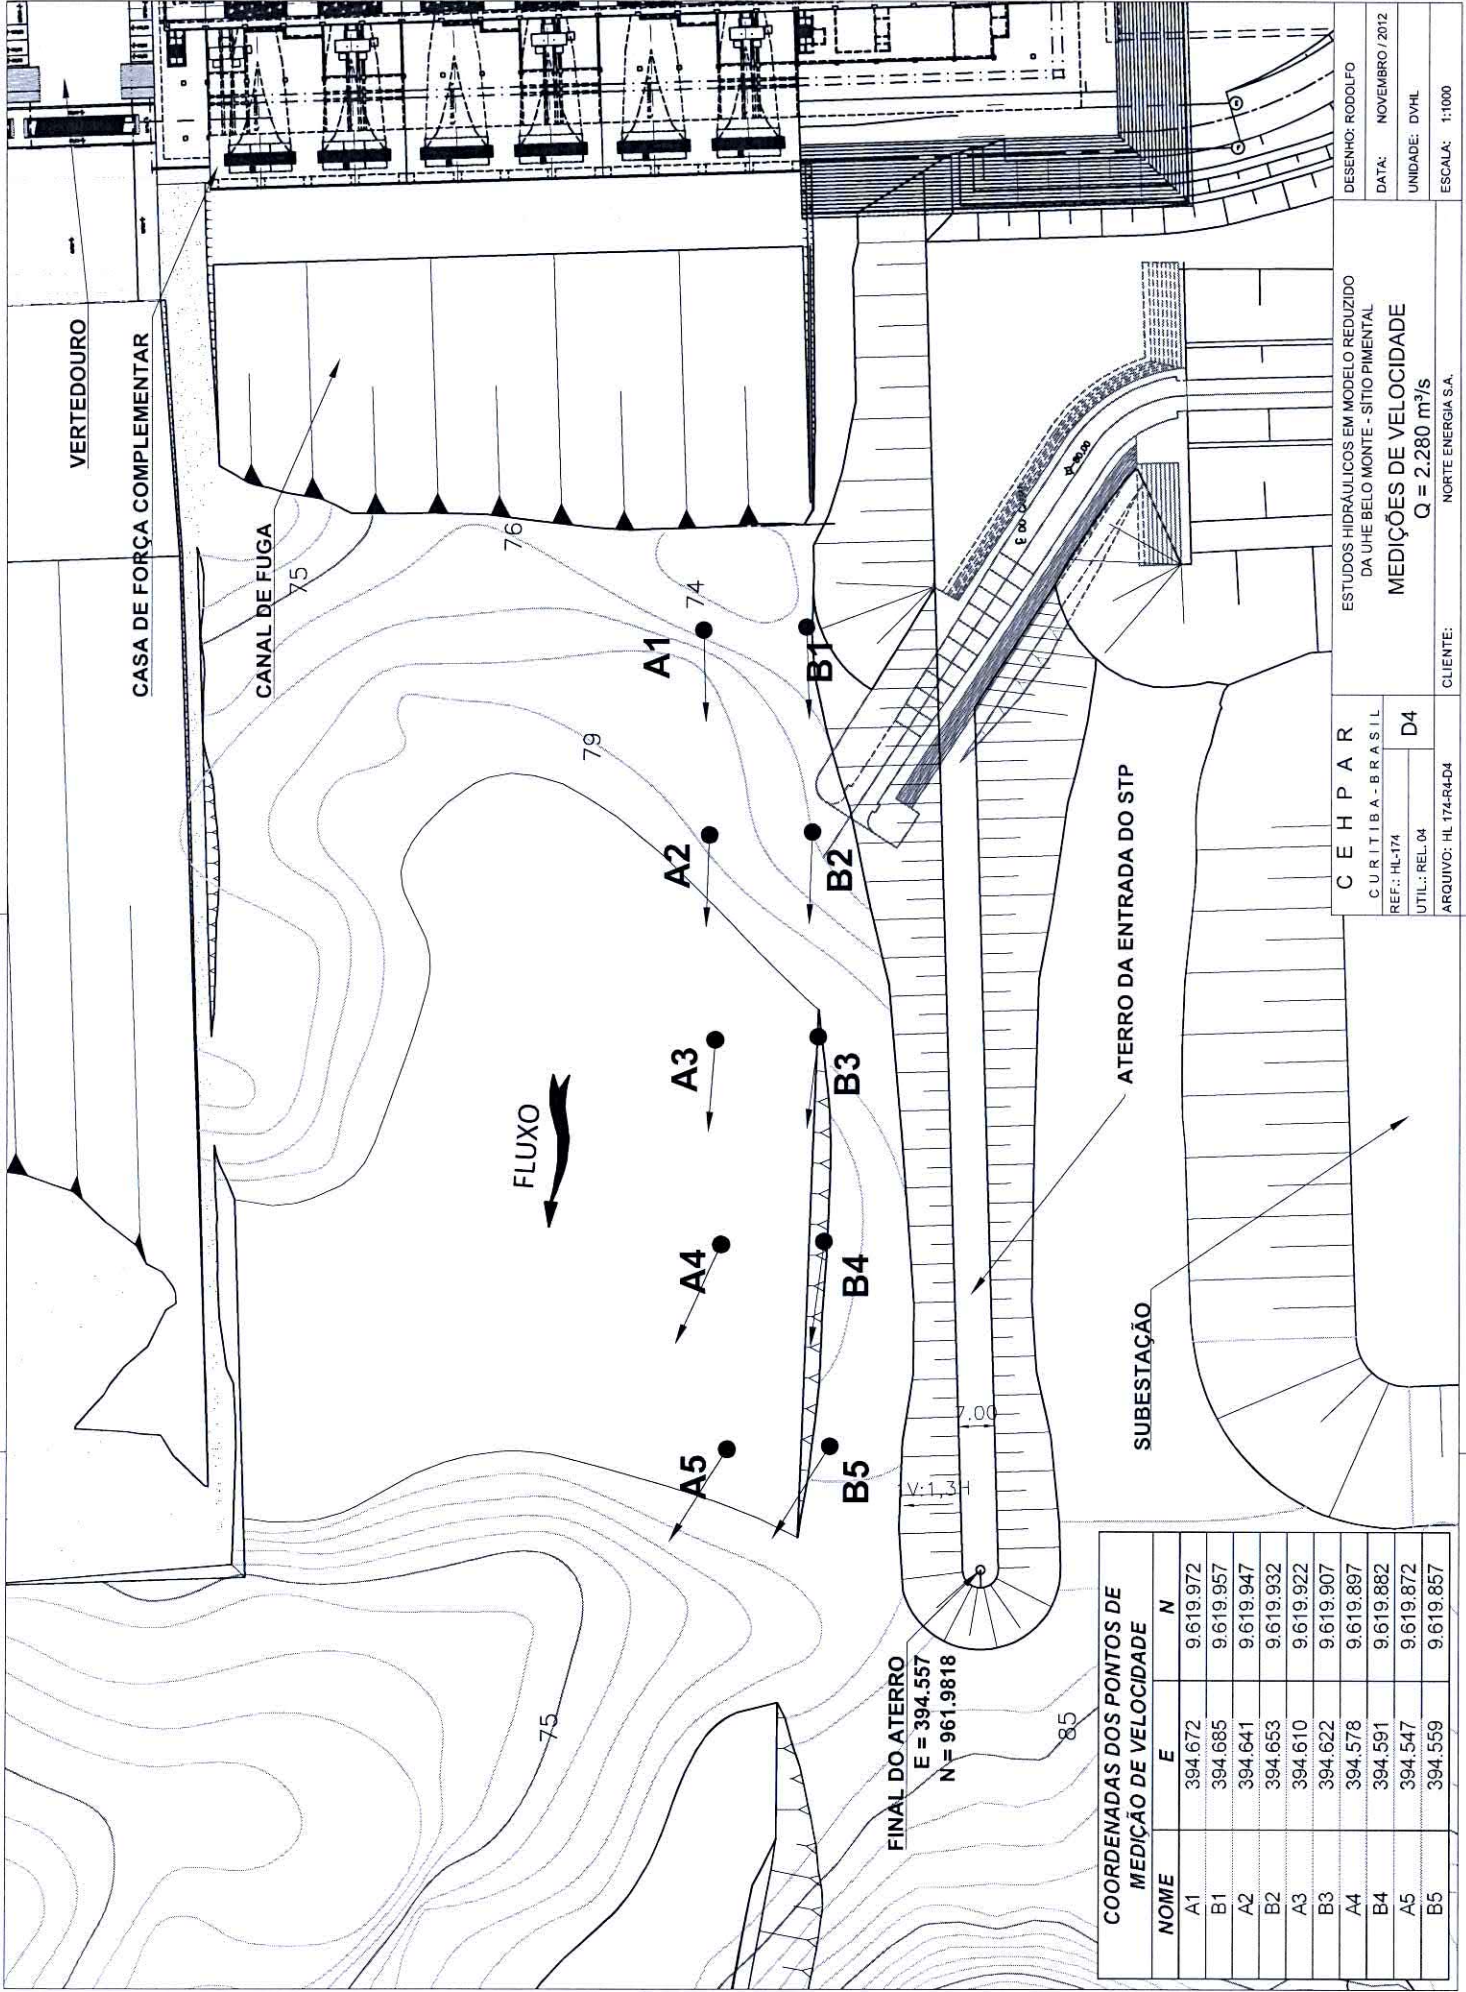 VERTEDOURO
CASA DE FORÇA COMPLEMENTAR
CANAL DE FUGA
75
76
74
79
A1
B1
A2
B2
A3
B3
A4
B4
A5
B5
FLUXO
80,00
ATERRO DA ENTRADA DO STP
SUBESTAÇÃO
7.00
V:1,3H
FINAL DO ATERRO
E = 394.557
N = 961.9818
75
85
COORDENADAS DOS PONTOS DE
MEDIÇÃO DE VELOCIDADE
NOME E N
A1 394.672 9.619.972
B1 394.685 9.619.957
A2 394.641 9.619.947
B2 394.653 9.619.932
A3 394.610 9.619.922
B3 394.622 9.619.907
A4 394.578 9.619.897
B4 394.591 9.619.882
A5 394.547 9.619.872
B5 394.559 9.619.857
CEHPAR
CURITIBA-BRASIL
REF.: HL-174
UTIL.: REL. 04
D4
ARQUIVO: HL 174-R4-D4
ESTUDOS HIDRÁULICOS EM MODELO REDUZIDO
DA UHE BELO MONTE - SÍTIO PIMENTAL
MEDIÇÕES DE VELOCIDADE
Q = 2.280 m³/s
CLIENTE: NORTE ENERGIA S.A.
DESENHO: RODOLFO
DATA: NOVEMBRO / 2012
UNIDADE: DVHL
ESCALA: 1:1000